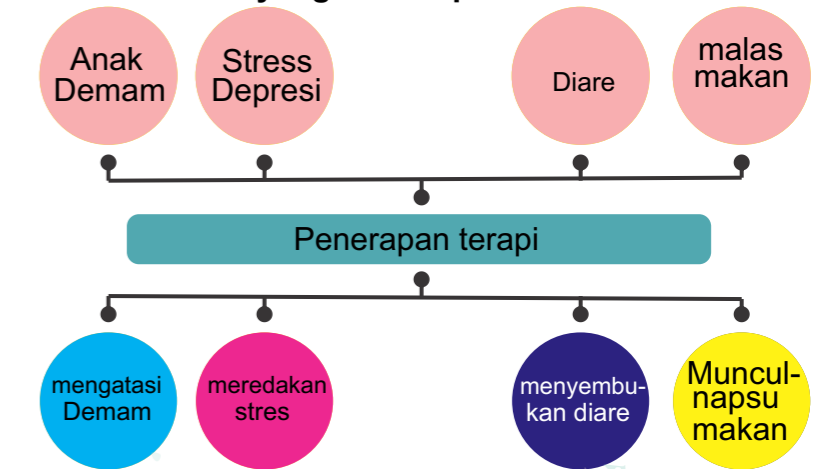 Anak
Demam
Stress
Depresi
Diare
malas
makan
Penerapan terapi
mengatasi
Demam
meredakan
stres
menyembu-
kan diare
Muncul-
napsu
makan